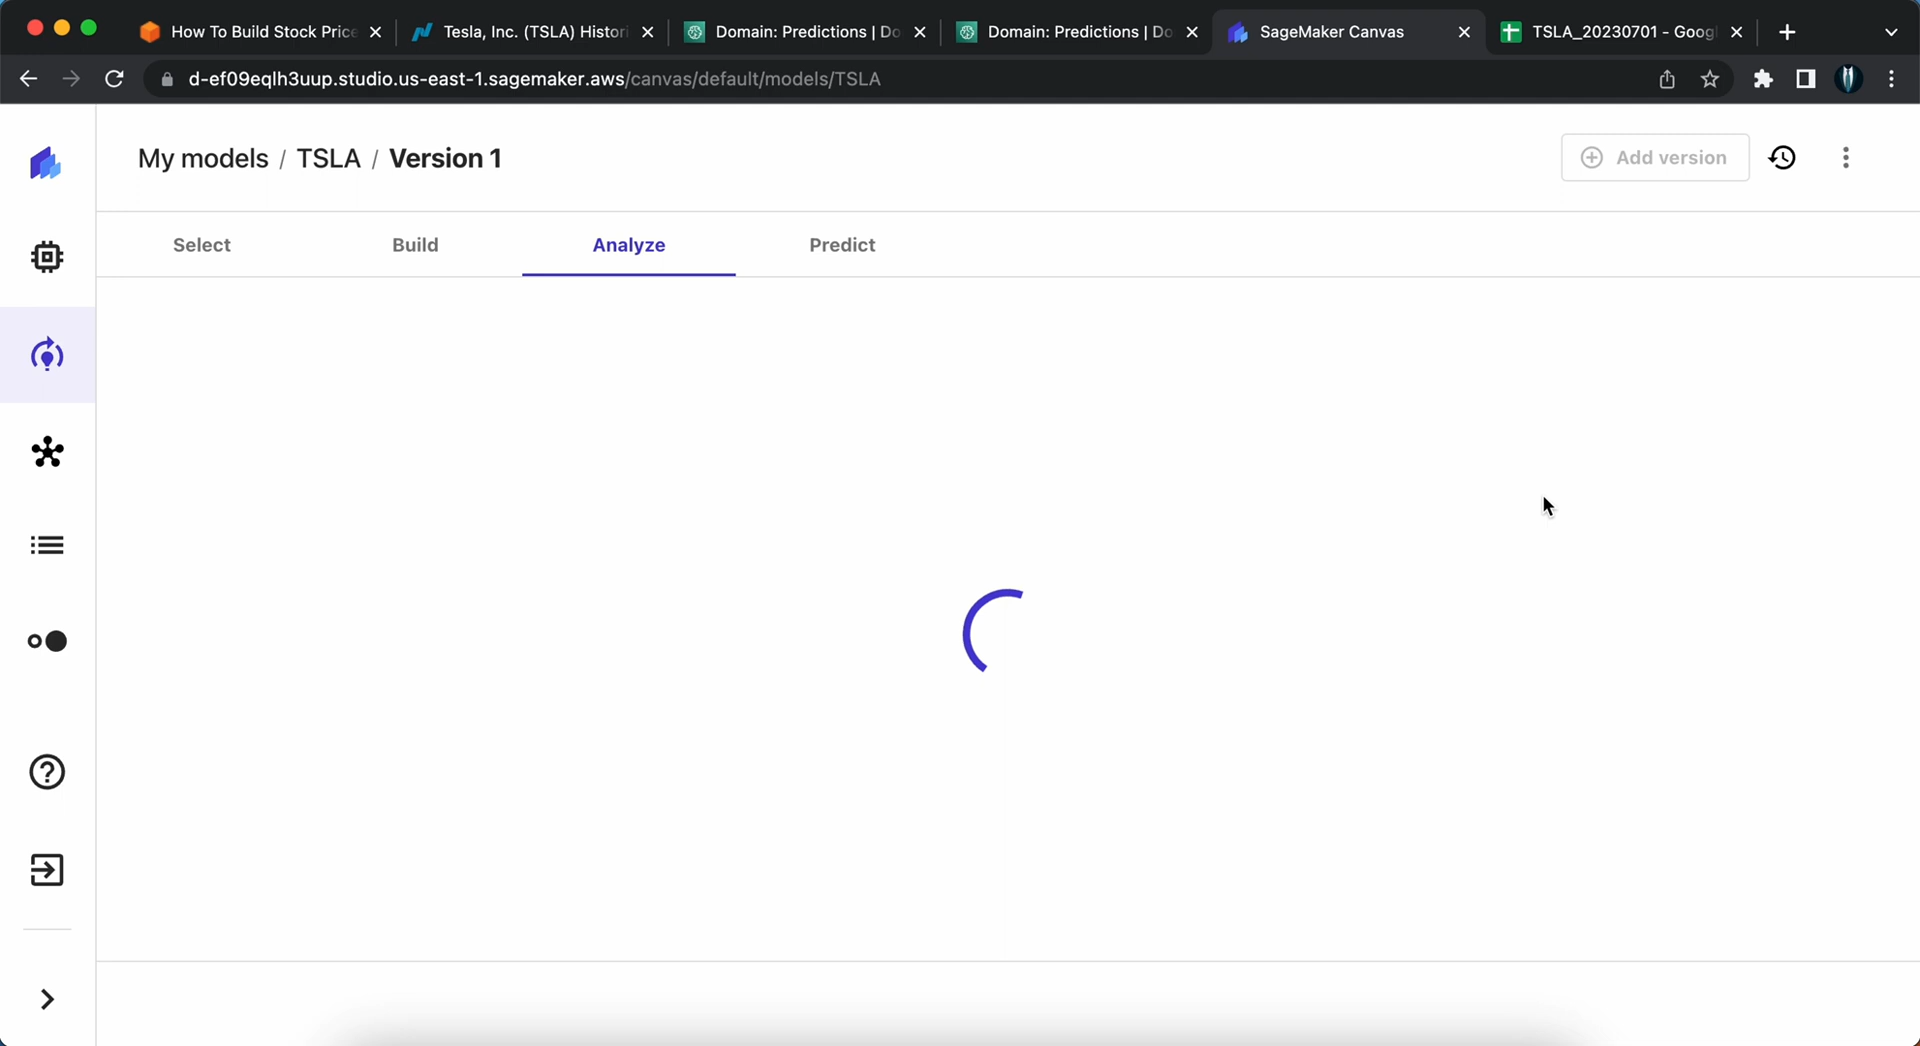 How To Build Stock Price
Tesla, Inc. (TSLA) Histori
Domain: Predictions | Do
Domain: Predictions | Do
SageMaker Canvas
TSLA_20230701 - Googl
d-ef09eqlh3uup.studio.us-east-1.sagemaker.aws/canvas/default/models/TSLA
My models / TSLA / Version 1
Add version
Select
Build
Analyze
Predict